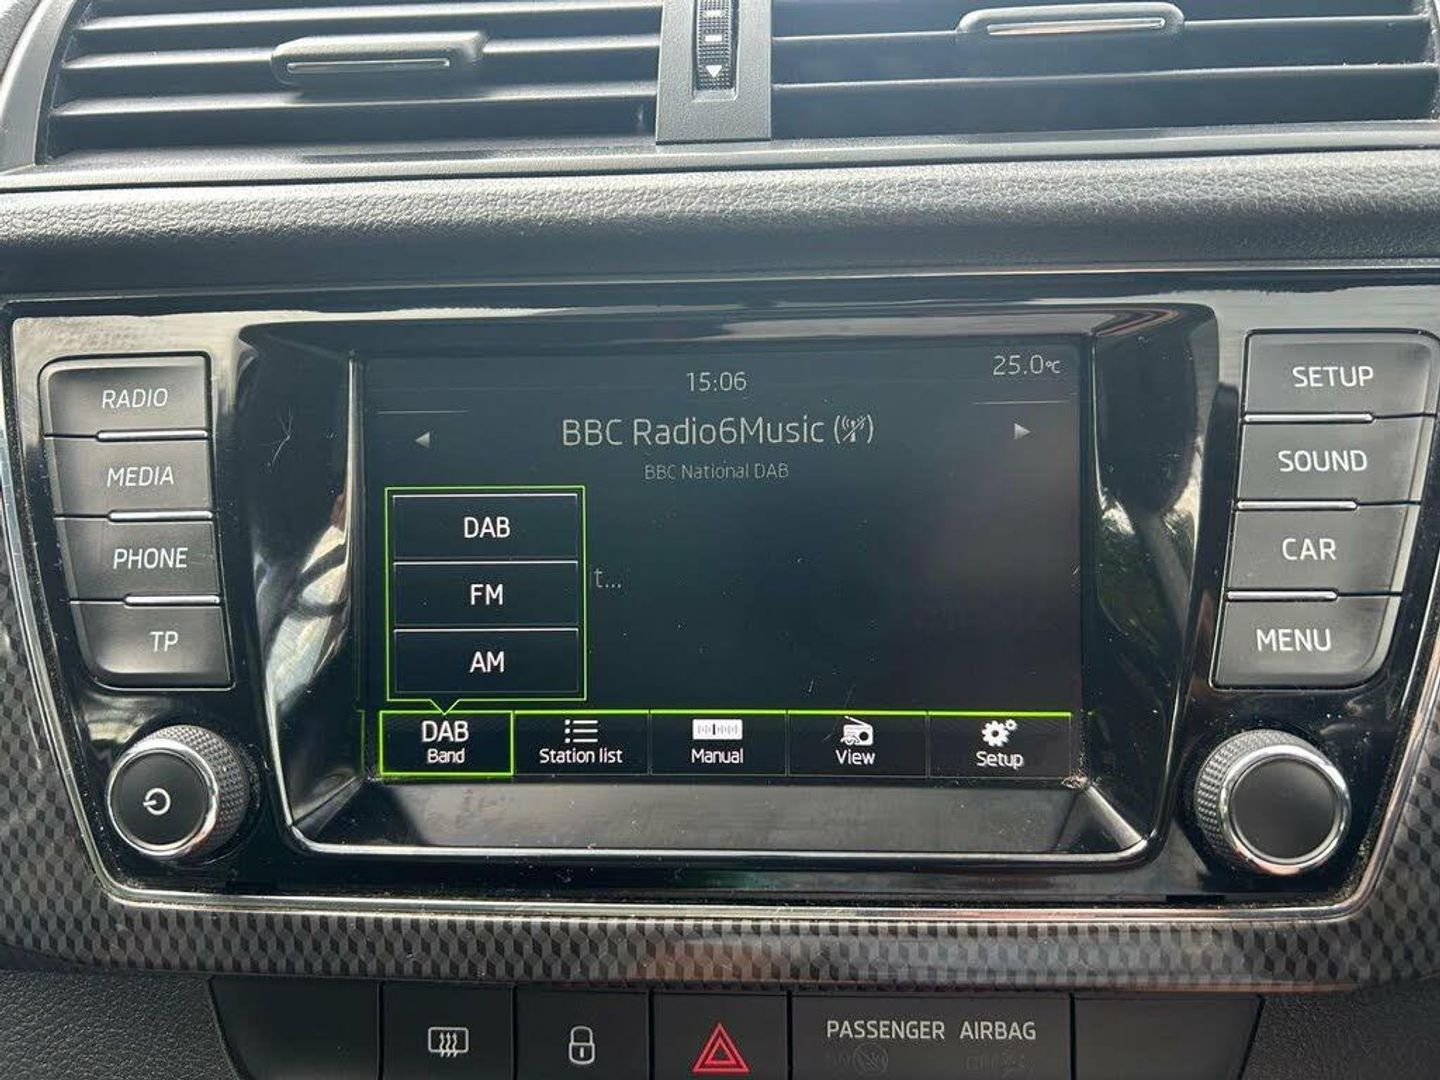 15:06
25.0°C
BBC Radio6Music
BBC National DAB
RADIO
MEDIA
PHONE
TP
SETUP
SOUND
CAR
MENU
DAB
FM
AM
t...
DAB
Band
Station list
Manual
View
Setup
PASSENGER AIRBAG